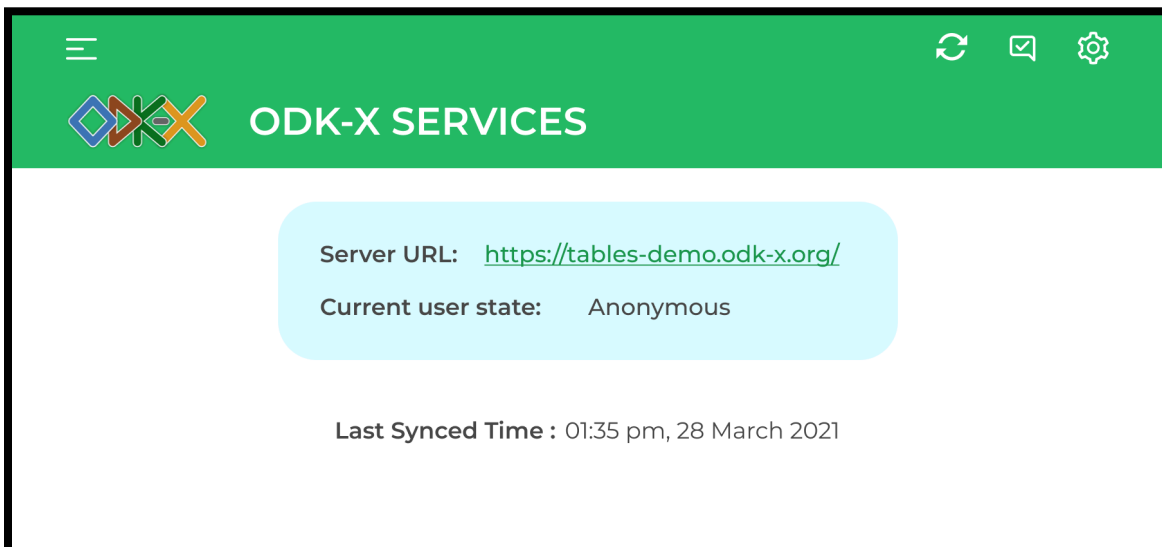 ODK-X
ODK-X SERVICES
Server URL: https://tables-demo.odk-x.org/
Current user state: Anonymous
Last Synced Time : 01:35 pm, 28 March 2021